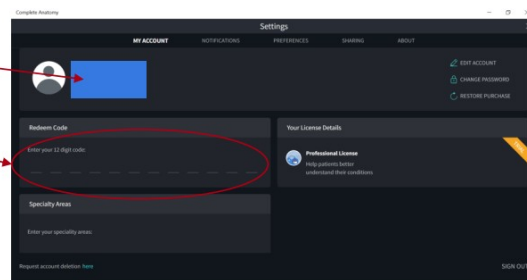 Complete Anatomy
Settings
MY ACCOUNT NOTIFICATIONS PREFERENCES SHARING ABOUT
EDIT ACCOUNT
CHANGE PASSWORD
RESTORE PURCHASE
Redeem Code
Enter your 12 digit code:
Your License Details
Professional License
Help patients better
understand their conditions
Specialty Areas
Enter your speciality areas:
Request account deletion here
SIGN OUT